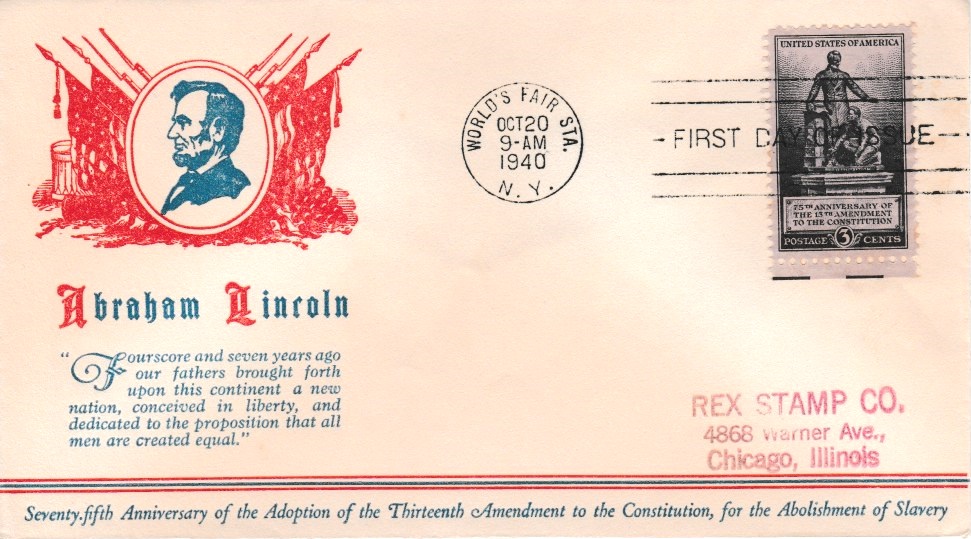 UNITED STATES OF AMERICA
WORLD'S FAIR STA.
OCT 20
9-AM
1940
N.Y.
FIRST DAY OF ISSUE
75TH ANNIVERSARY OF
THE 13TH AMENDMENT
TO THE CONSTITUTION
POSTAGE 3 CENTS
Abraham Lincoln
"Fourscore and seven years ago
our fathers brought forth
upon this continent a new
nation, conceived in liberty, and
dedicated to the proposition that all
men are created equal."
REX STAMP CO.
4868 Warner Ave.,
Chicago, Illinois
Seventy-fifth Anniversary of the Adoption of the Thirteenth Amendment to the Constitution, for the Abolishment of Slavery